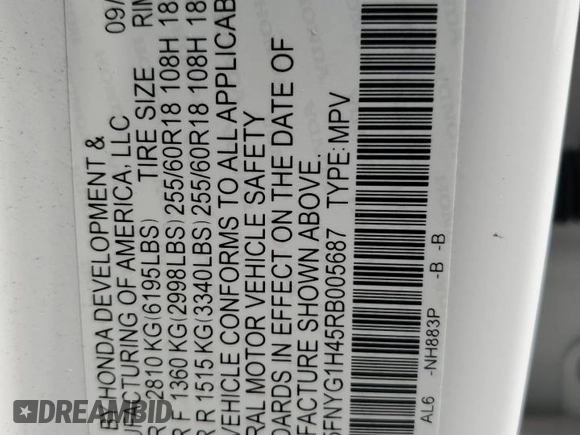 BY HONDA DEVELOPMENT & 09/
FACTURING OF AMERICA, LLC
2810 KG(6195LBS) TIRE SIZE RIM
F 1360 KG(2998LBS) 255/60R18 108H 18
R 1515 KG(3340LBS) 255/60R18 108H 18
VEHICLE CONFORMS TO ALL APPLICAB
RAL MOTOR VEHICLE SAFETY
DARDS IN EFFECT ON THE DATE OF
FACTURE SHOWN ABOVE.
5FNYG1H45RB005687 TYPE: MPV
AL6 -NH883P -B -B
AUTOBIDMASTER